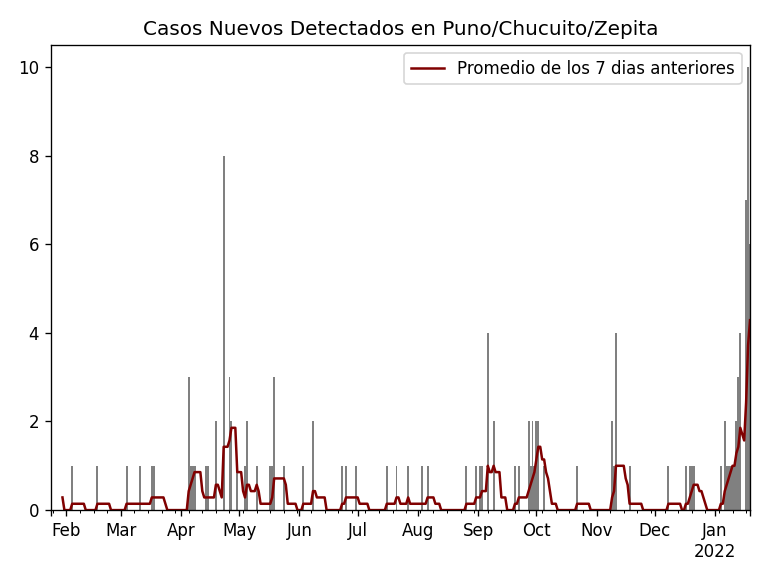 Casos Nuevos Detectados en Puno/Chucuito/Zepita
Promedio de los 7 dias anteriores
10
8
6
4
2
0
Feb Mar Apr May Jun Jul Aug Sep Oct Nov Dec Jan
2022